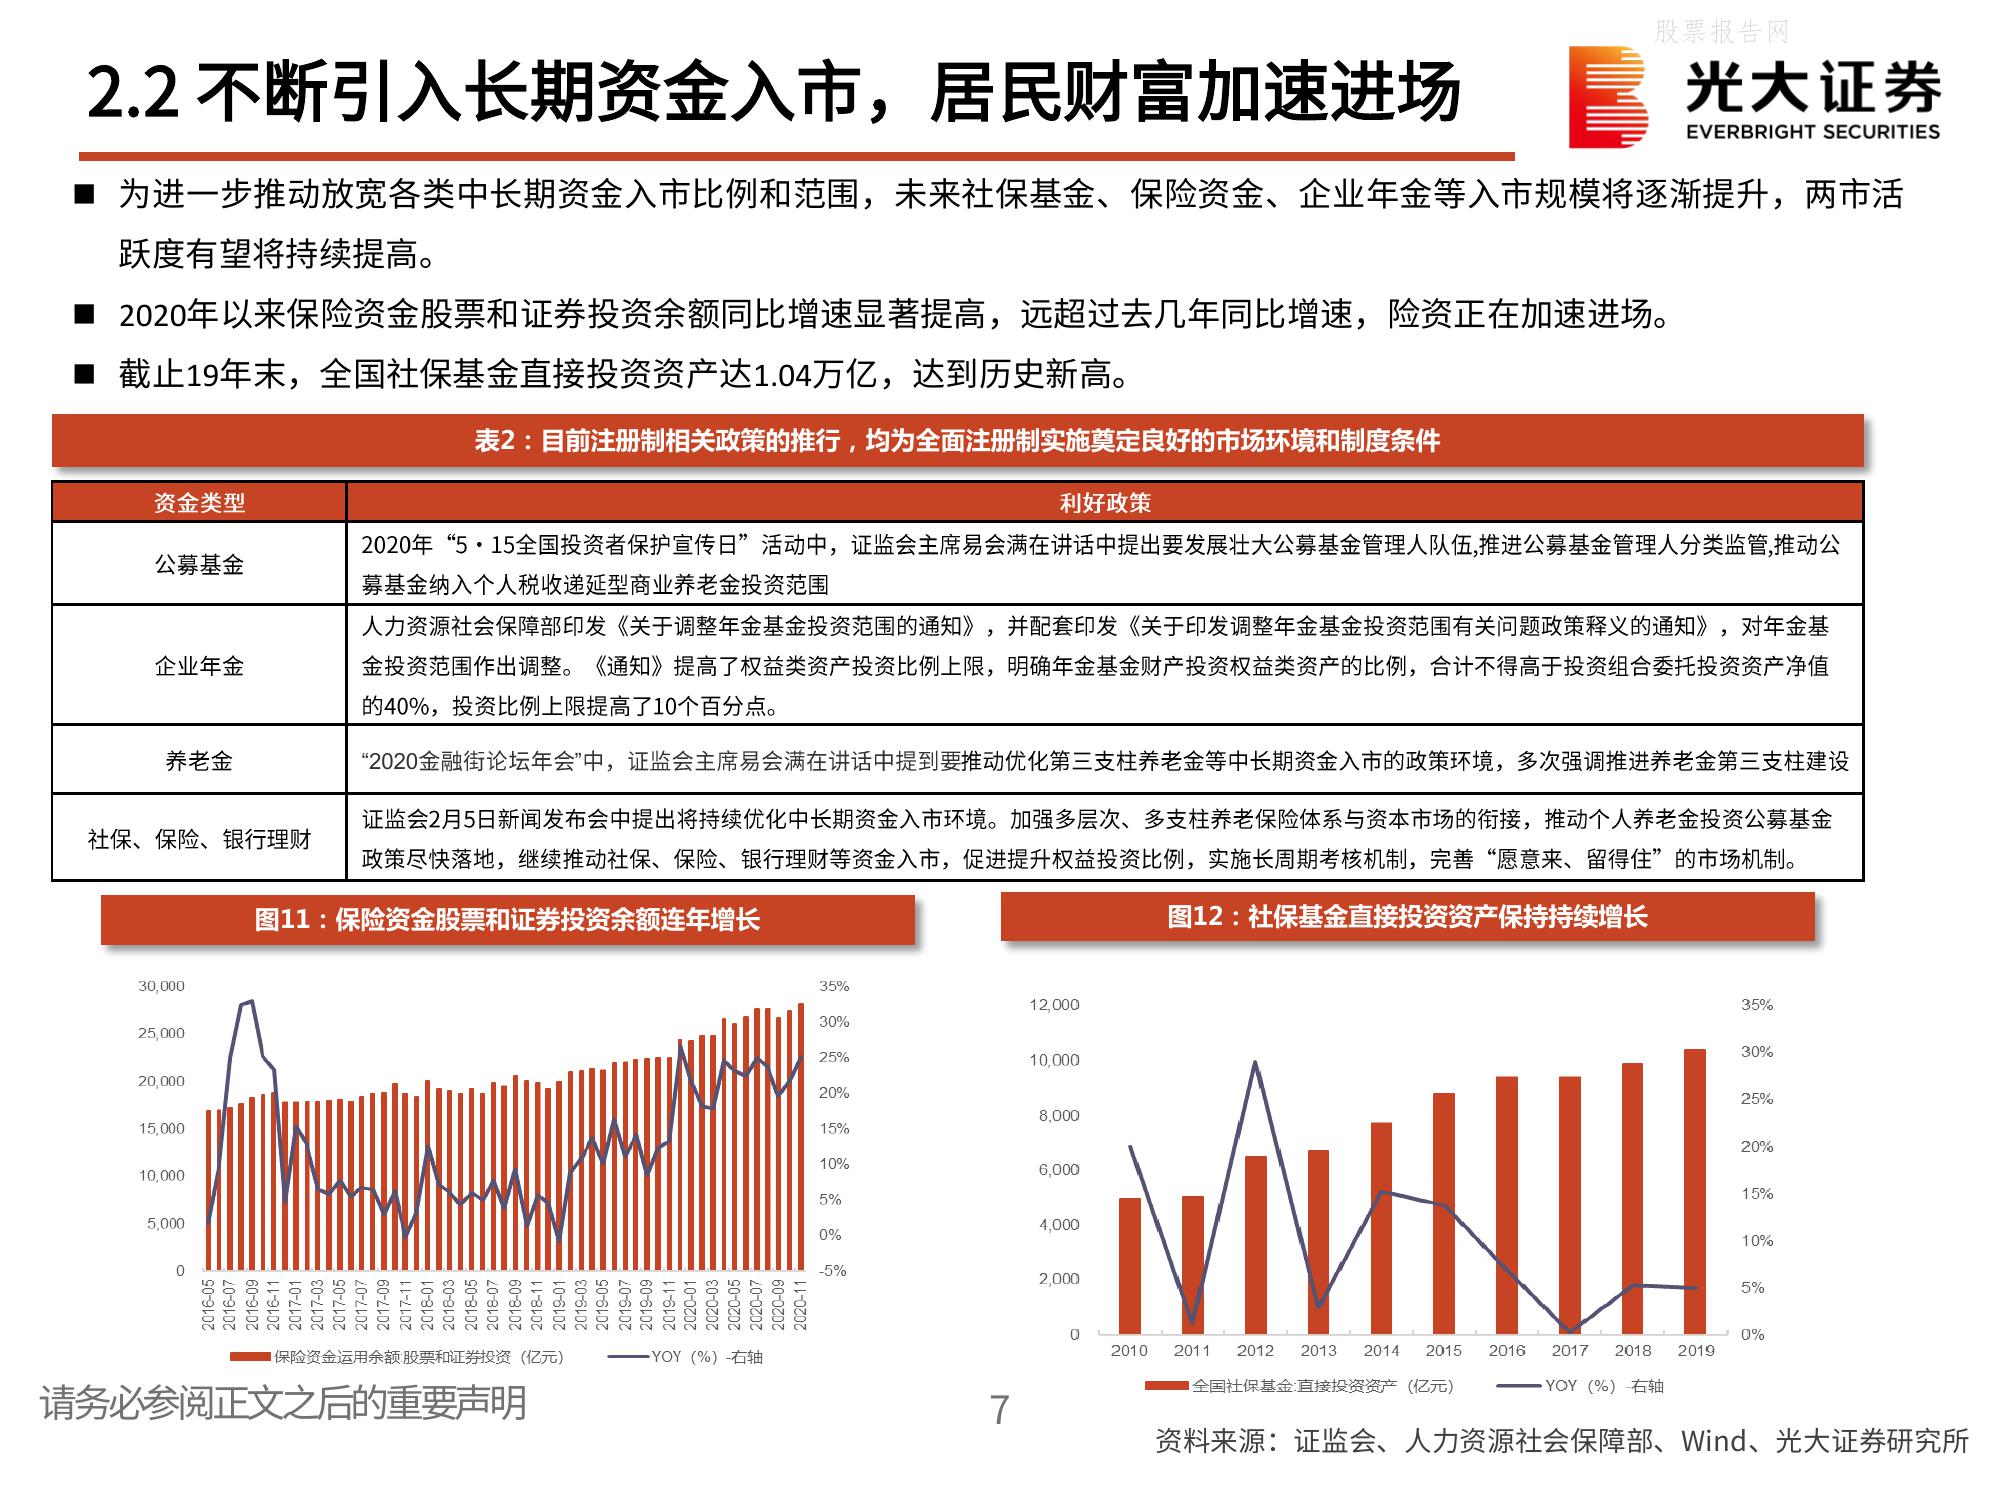 股票报告网
2.2 不断引入长期资金入市，居民财富加速进场
光大证券
EVERBRIGHT SECURITIES
■ 为进一步推动放宽各类中长期资金入市比例和范围，未来社保基金、保险资金、企业年金等入市规模将逐渐提升，两市活
跃度有望将持续提高。
■ 2020年以来保险资金股票和证券投资余额同比增速显著提高，远超过去几年同比增速，险资正在加速进场。
■ 截止19年末，全国社保基金直接投资资产达1.04万亿，达到历史新高。
表2：目前注册制相关政策的推行，均为全面注册制实施奠定良好的市场环境和制度条件
资金类型 利好政策
公募基金
2020年“5·15全国投资者保护宣传日”活动中，证监会主席易会满在讲话中提出要发展壮大公募基金管理人队伍,推进公募基金管理人分类监管,推动公
募基金纳入个人税收递延型商业养老金投资范围
企业年金
人力资源社会保障部印发《关于调整年金基金投资范围的通知》，并配套印发《关于印发调整年金基金投资范围有关问题政策释义的通知》，对年金基
金投资范围作出调整。《通知》提高了权益类资产投资比例上限，明确年金基金财产投资权益类资产的比例，合计不得高于投资组合委托投资资产净值
的40%，投资比例上限提高了10个百分点。
养老金
“2020金融街论坛年会”中，证监会主席易会满在讲话中提到要推动优化第三支柱养老金等中长期资金入市的政策环境，多次强调推进养老金第三支柱建设
社保、保险、银行理财
证监会2月5日新闻发布会中提出将持续优化中长期资金入市环境。加强多层次、多支柱养老保险体系与资本市场的衔接，推动个人养老金投资公募基金
政策尽快落地，继续推动社保、保险、银行理财等资金入市，促进提升权益投资比例，实施长周期考核机制，完善“愿意来、留得住”的市场机制。
图11：保险资金股票和证券投资余额连年增长
30,000
25,000
20,000
15,000
10,000
5,000
0
35%
30%
25%
20%
15%
10%
5%
0%
-5%
2016-05
2016-07
2016-09
2016-11
2017-01
2017-03
2017-05
2017-07
2017-09
2017-11
2018-01
2016-03
2018-05
2018-07
2018-09
2018-11
2019-01
2019-03
2019-05
2019-07
2019-09
2019-11
2020-01
2020-03
2020-05
2020-07
2020-09
2020-11
保险资金运用余额:股票和证券投资（亿元） YOY（%）-右轴
图12：社保基金直接投资资产保持持续增长
12,000
10,000
8,000
6,000
4,000
2,000
0
35%
30%
25%
20%
15%
10%
5%
0%
2010 2011 2012 2013 2014 2015 2016 2017 2018 2019
全国社保基金:直接投资资产（亿元） YOY（%）-右轴
请务必参阅正文之后的重要声明
7
资料来源：证监会、人力资源社会保障部、Wind、光大证券研究所